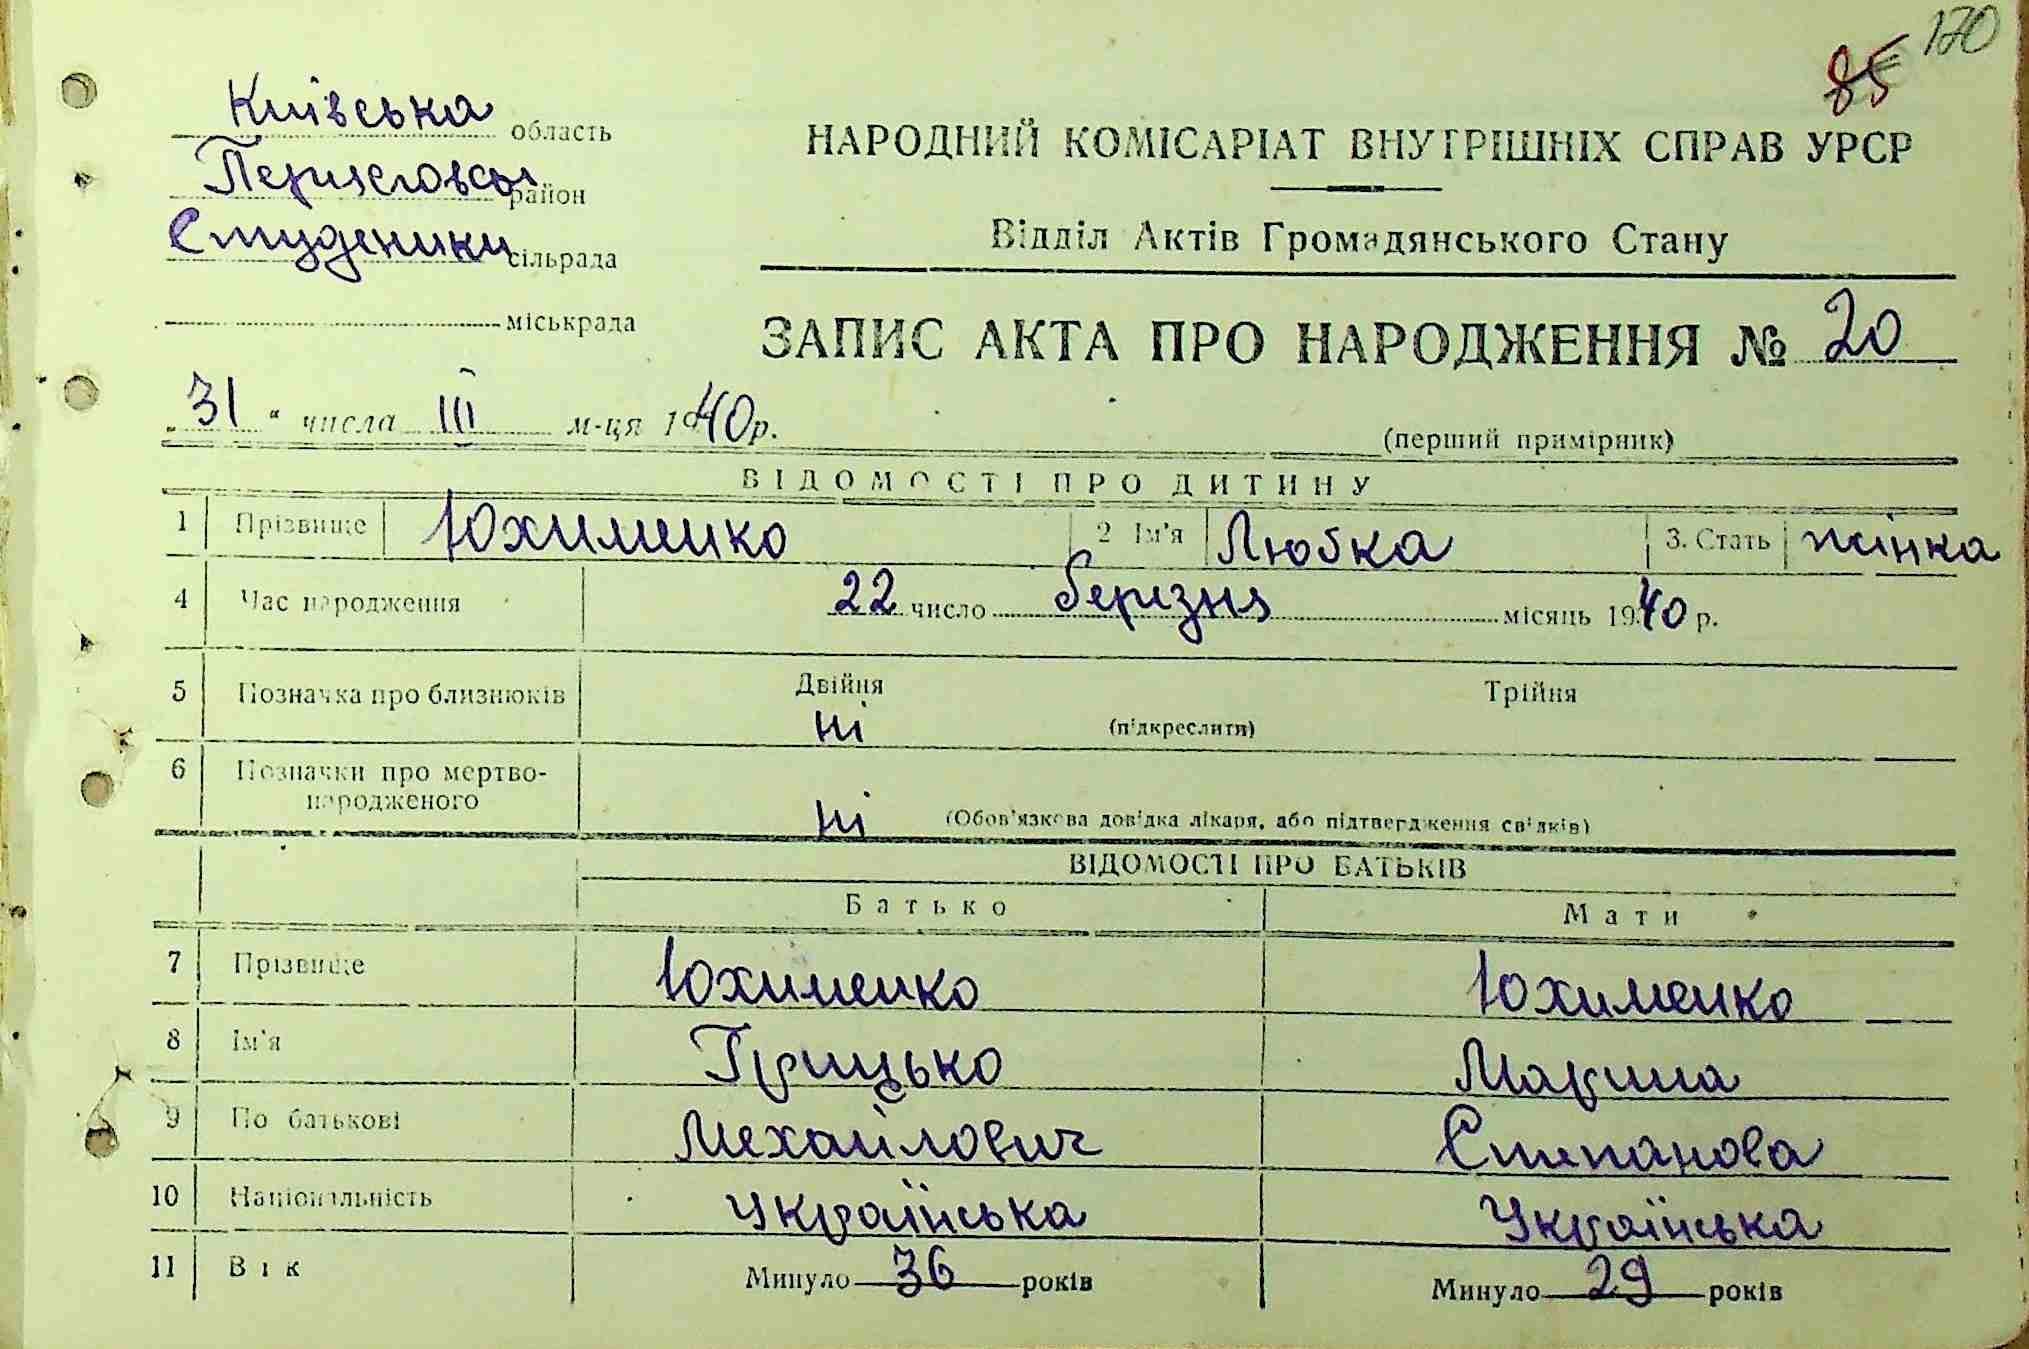 170
85
Київська область
район
Студеники сільрада
міськрада
НАРОДНИЙ КОМІСАРІАТ ВНУТРІШНІХ СПРАВ УРСР
Відділ Актів Громадянського Стану
ЗАПИС АКТА ПРО НАРОДЖЕННЯ № 20
„31“ числа III м-ця 1940 р.
(перший примірник)
ВІДОМОСТІ ПРО ДИТИНУ
1 Прізвище Юхименко 2 Ім'я Любка 3. Стать жінка
4 Час народження 22 число березня місяць 1940 р.
5 Позначка про близнюків Двійня Трійня
ні (підкреслити)
6 Позначки про мертво-
народженого ні (Обов'язкова довідка лікаря, або підтвердження свідків)
ВІДОМОСТІ ПРО БАТЬКІВ
Батько Мати
7 Прізвище Юхименко Юхименко
8 Ім'я Грицько Марина
9 По батькові Михайлович Степанова
10 Національність Українська Українська
11 Вік Минуло 36 років Минуло 29 років